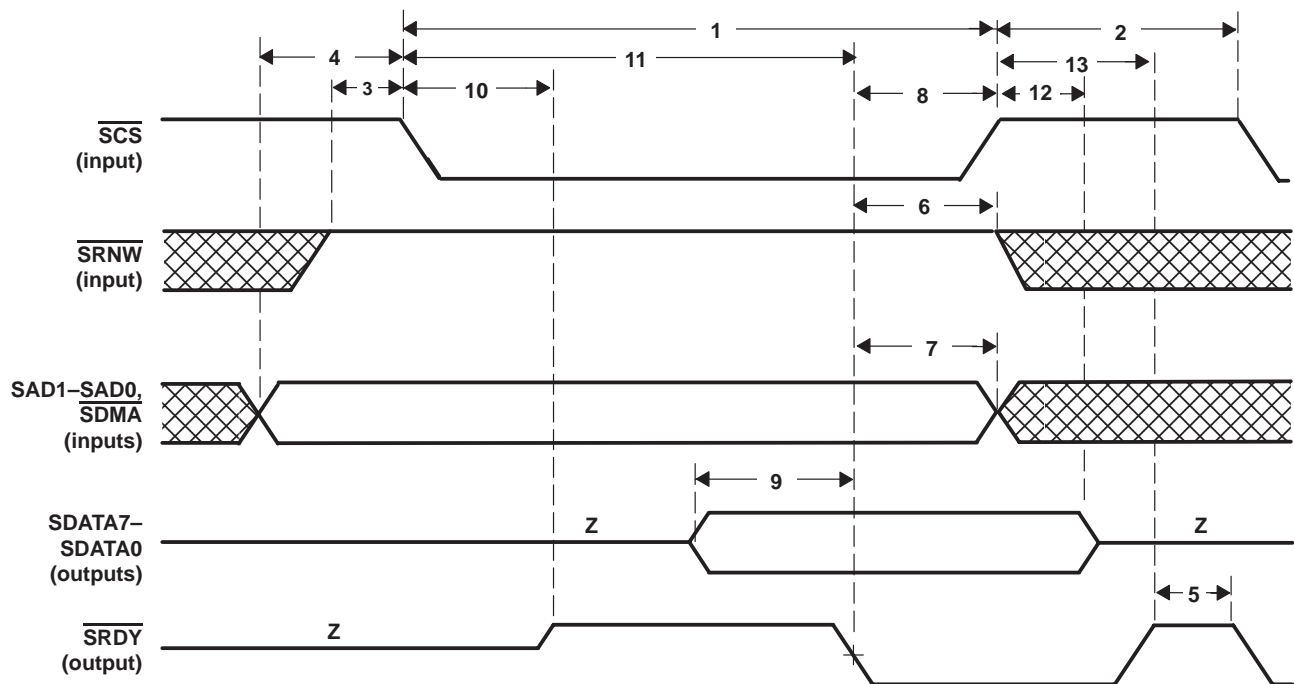 1
2
4
11
13
3
10
8
12
SCS
(input)
6
SRNW
(input)
7
SAD1–SAD0,
SDMA
(inputs)
9
SDATA7–
SDATA0
(outputs)
Z
Z
5
SRDY
(output)
Z